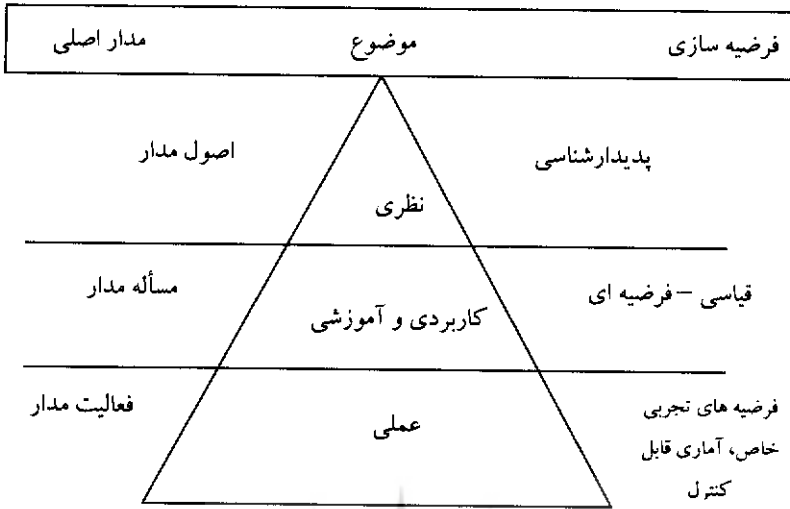 فرضیه سازی موضوع مدار اصلی
پدیدارشناسی نظری اصول مدار
قیاسی – فرضیه ای کاربردی و آموزشی مسأله مدار
فرضیه های تجربی خاص، آماری قابل کنترل عملی فعالیت مدار